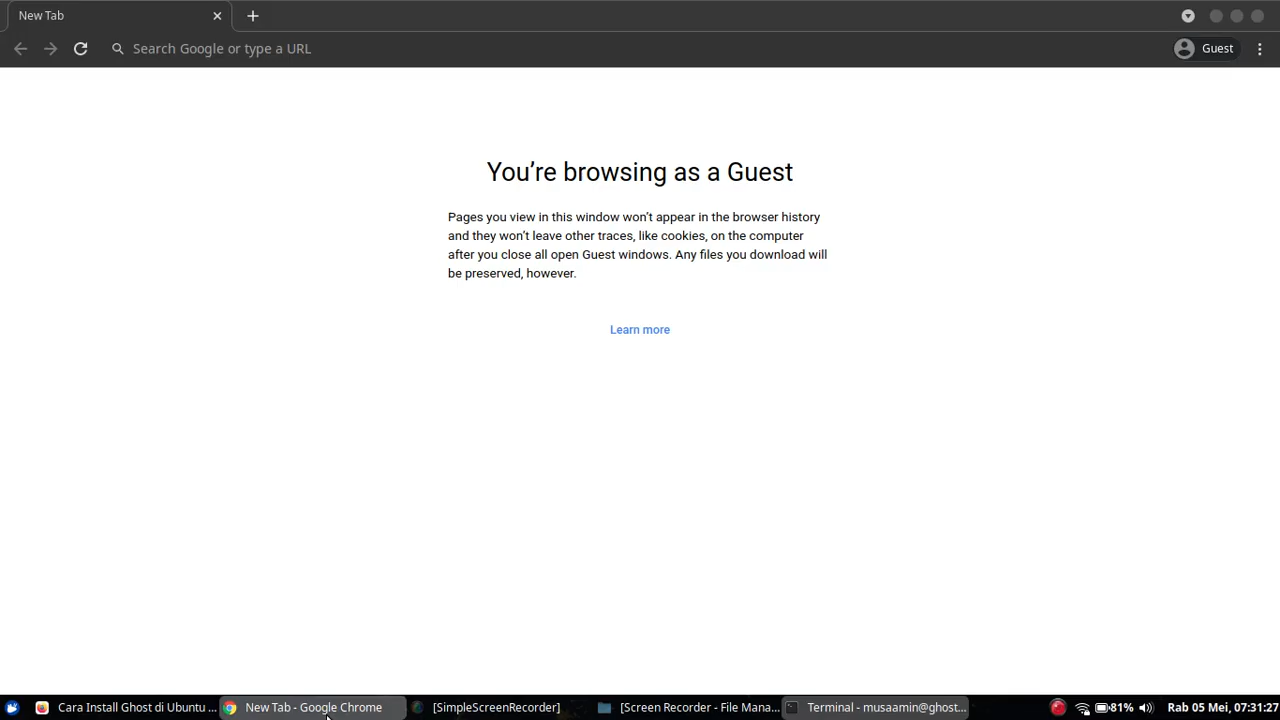 New Tab
Search Google or type a URL
Guest
You’re browsing as a Guest
Pages you view in this window won’t appear in the browser history
and they won’t leave other traces, like cookies, on the computer
after you close all open Guest windows. Any files you download will
be preserved, however.
Learn more
Cara Install Ghost di Ubuntu ...
New Tab - Google Chrome
[SimpleScreenRecorder]
[Screen Recorder - File Mana...
Terminal - musaamin@ghost...
81%
Rab 05 Mei, 07:31:27